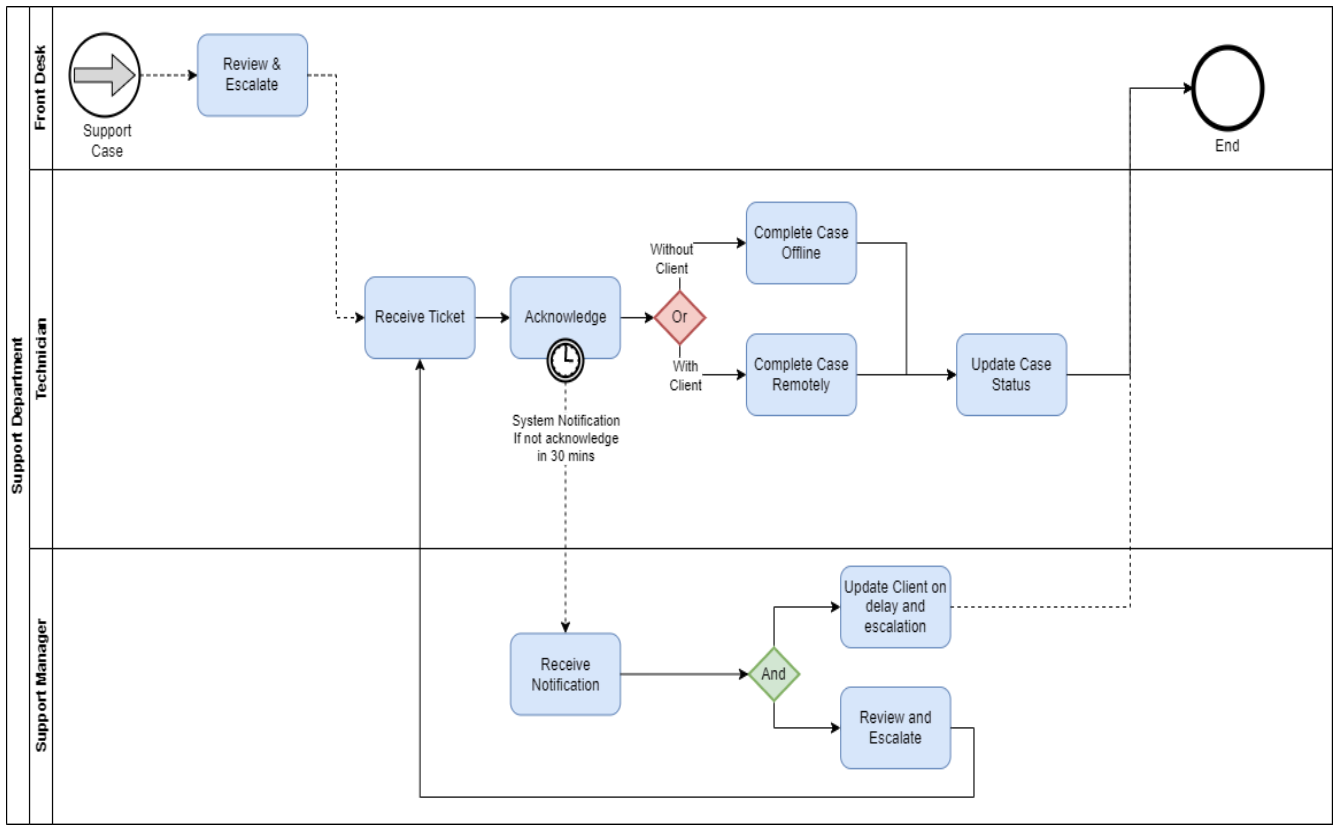 Support Department
Front Desk
Support
Case
Review &
Escalate
End
Technician
Receive Ticket
Acknowledge
System Notification
If not acknowledge
in 30 mins
Or
Without
Client
With
Client
Complete Case
Offline
Complete Case
Remotely
Update Case
Status
Support Manager
Receive
Notification
And
Update Client on
delay and
escalation
Review and
Escalate